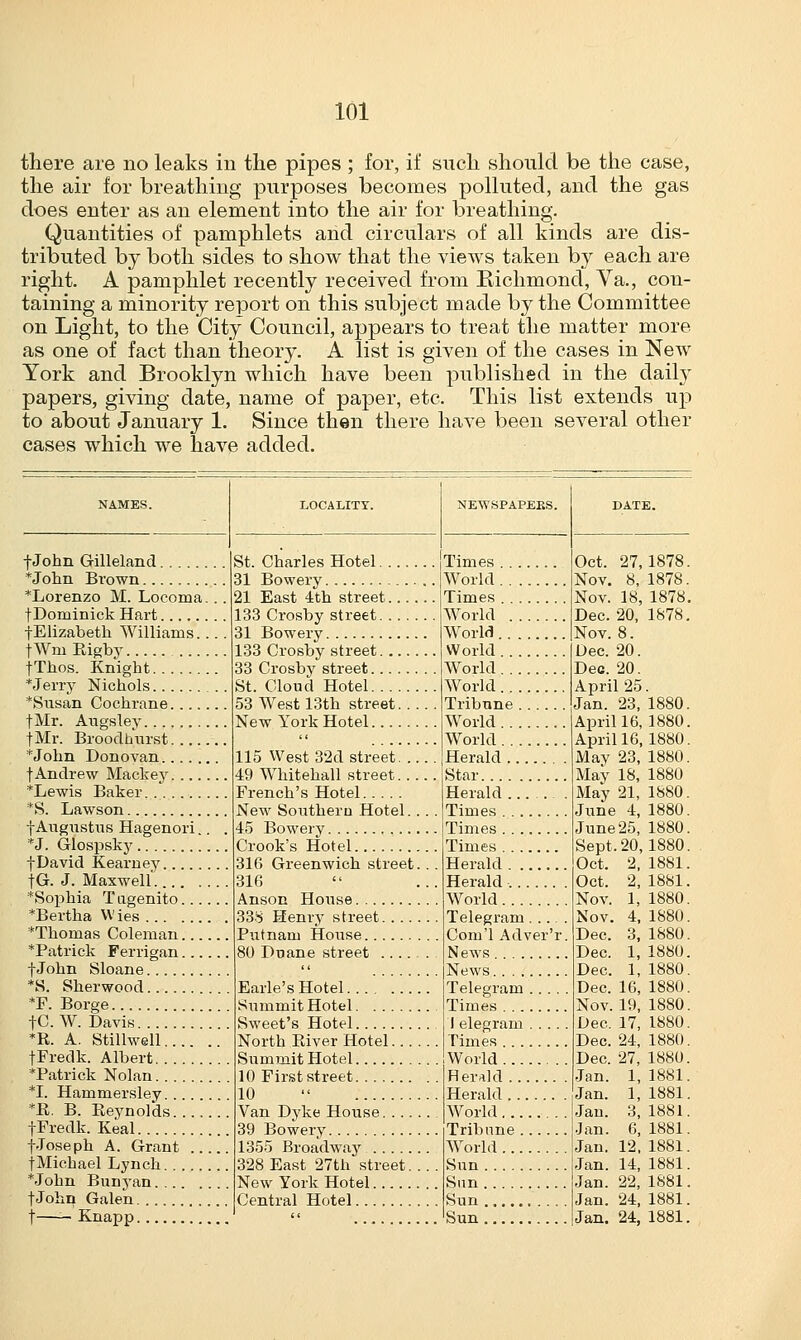 101
there are no leaks in the pipes ; for, if such should be the case,
the air for breathing purposes becomes polluted, and the gas
does enter as an element into the air for breathing.
Quantities of pamphlets and circulars of all kinds are dis-
tributed by both sides to show that the views taken by each are
right. A pamphlet recently received from Richmond, Va., con-
taining a minority report on this subject made by the Committee
on Light, to the City Council, appears to treat the matter more
as one of fact than theory. A list is given of the cases in New
York and Brooklyn which have been published in the daily
papers, giving date, name of paper, etc. This list extends up
to about January 1. Since then there have been several other
cases which we have added.
NAMES. LOCALITY. NEWSPAPERS. DATE.
†John Gilleland........ St. Charles Hotel....... Times....... Oct. 27, 1878.
*John Brown.......... 31 Bowery............. World........ Nov. 8, 1878.
*Lorenzo M. Locoma... 21 East 4th street...... Times........ Nov. 18, 1878.
†Dominick Hart........ 133 Crosby street....... World ........ Dec. 20, 1878.
†Elizabeth Williams.... 31 Bowery............ World........ Nov. 8.
†Wm Rigby............ 133 Crosby street....... World........ Dec. 20.
†Thos. Knight......... 33 Crosby street........ World........ Dec. 20.
*Jerry Nichols......... St. Cloud Hotel......... World........ April 25.
*Susan Cochrane....... 53 West 13th street..... Tribune...... Jan. 23, 1880.
†Mr. Augsley.......... New York Hotel........ World........ April 16, 1880.
†Mr. Broodhurst....... " ........ World........ April 16, 1880.
*John Donovan....... 115 West 32d street..... Herald....... May 23, 1880.
†Andrew Mackey....... 49 Whitehall street..... Star.......... May 18, 1880
*Lewis Baker.......... French's Hotel..... Herald....... May 21, 1880.
*S. Lawson............ New Southern Hotel.... Times........ June 4, 1880.
†Augustus Hagenori... 45 Bowery............. Times........ June 25, 1880.
*J. Glospsky........... Crook's Hotel.......... Times....... Sept. 20, 1880.
†David Kearney........ 316 Greenwich street... Herald....... Oct. 2, 1881.
†G. J. Maxwell......... 316 " ... Herald....... Oct. 2, 1881.
*Sophia Tagenito...... Anson House.......... World........ Nov. 1, 1880.
*Bertha Wies......... 338 Henry street....... Telegram..... Nov. 4, 1880.
*Thomas Coleman...... Putnam House......... Com'l Adver'r. Dec. 3, 1880.
*Patrick Ferrigan...... 80 Duane street ..... News......... Dec. 1, 1880.
†John Sloane.......... " ........ News......... Dec. 1, 1880.
*S. Sherwood.......... Earle's Hotel......... Telegram..... Dec. 16, 1880.
*F. Borge............. Summit Hotel......... Times........ Nov. 19, 1880.
†C. W. Davis........... Sweet's Hotel.......... Telegram..... Dec. 17, 1880.
*R. A. Stillwell....... North River Hotel...... Times........ Dec. 24, 1880.
†Fredk. Albert......... Summit Hotel.......... World........ Dec. 27, 1880.
*Patrick Nolan......... 10 First street......... Herald....... Jan. 1, 1881.
*I. Hammersley........ 10 " ......... Herald....... Jan. 1, 1881.
*R. B. Reynolds........ Van Dyke House...... World........ Jan. 3, 1881.
†Fredk. Keal........... 39 Bowery............. Tribune...... Jan. 6, 1881.
†Joseph A. Grant ..... 1355 Broadway ....... World........ Jan. 12, 1881.
†Michael Lynch........ 328 East 27th street.... Sun.......... Jan. 14, 1881.
*John Bunyan......... New York Hotel........ Sun.......... Jan. 22, 1881.
†John Galen............ Central Hotel.......... Sun.......... Jan. 24, 1881.
†—— Knapp............ " .......... Sun.......... Jan. 24, 1881.